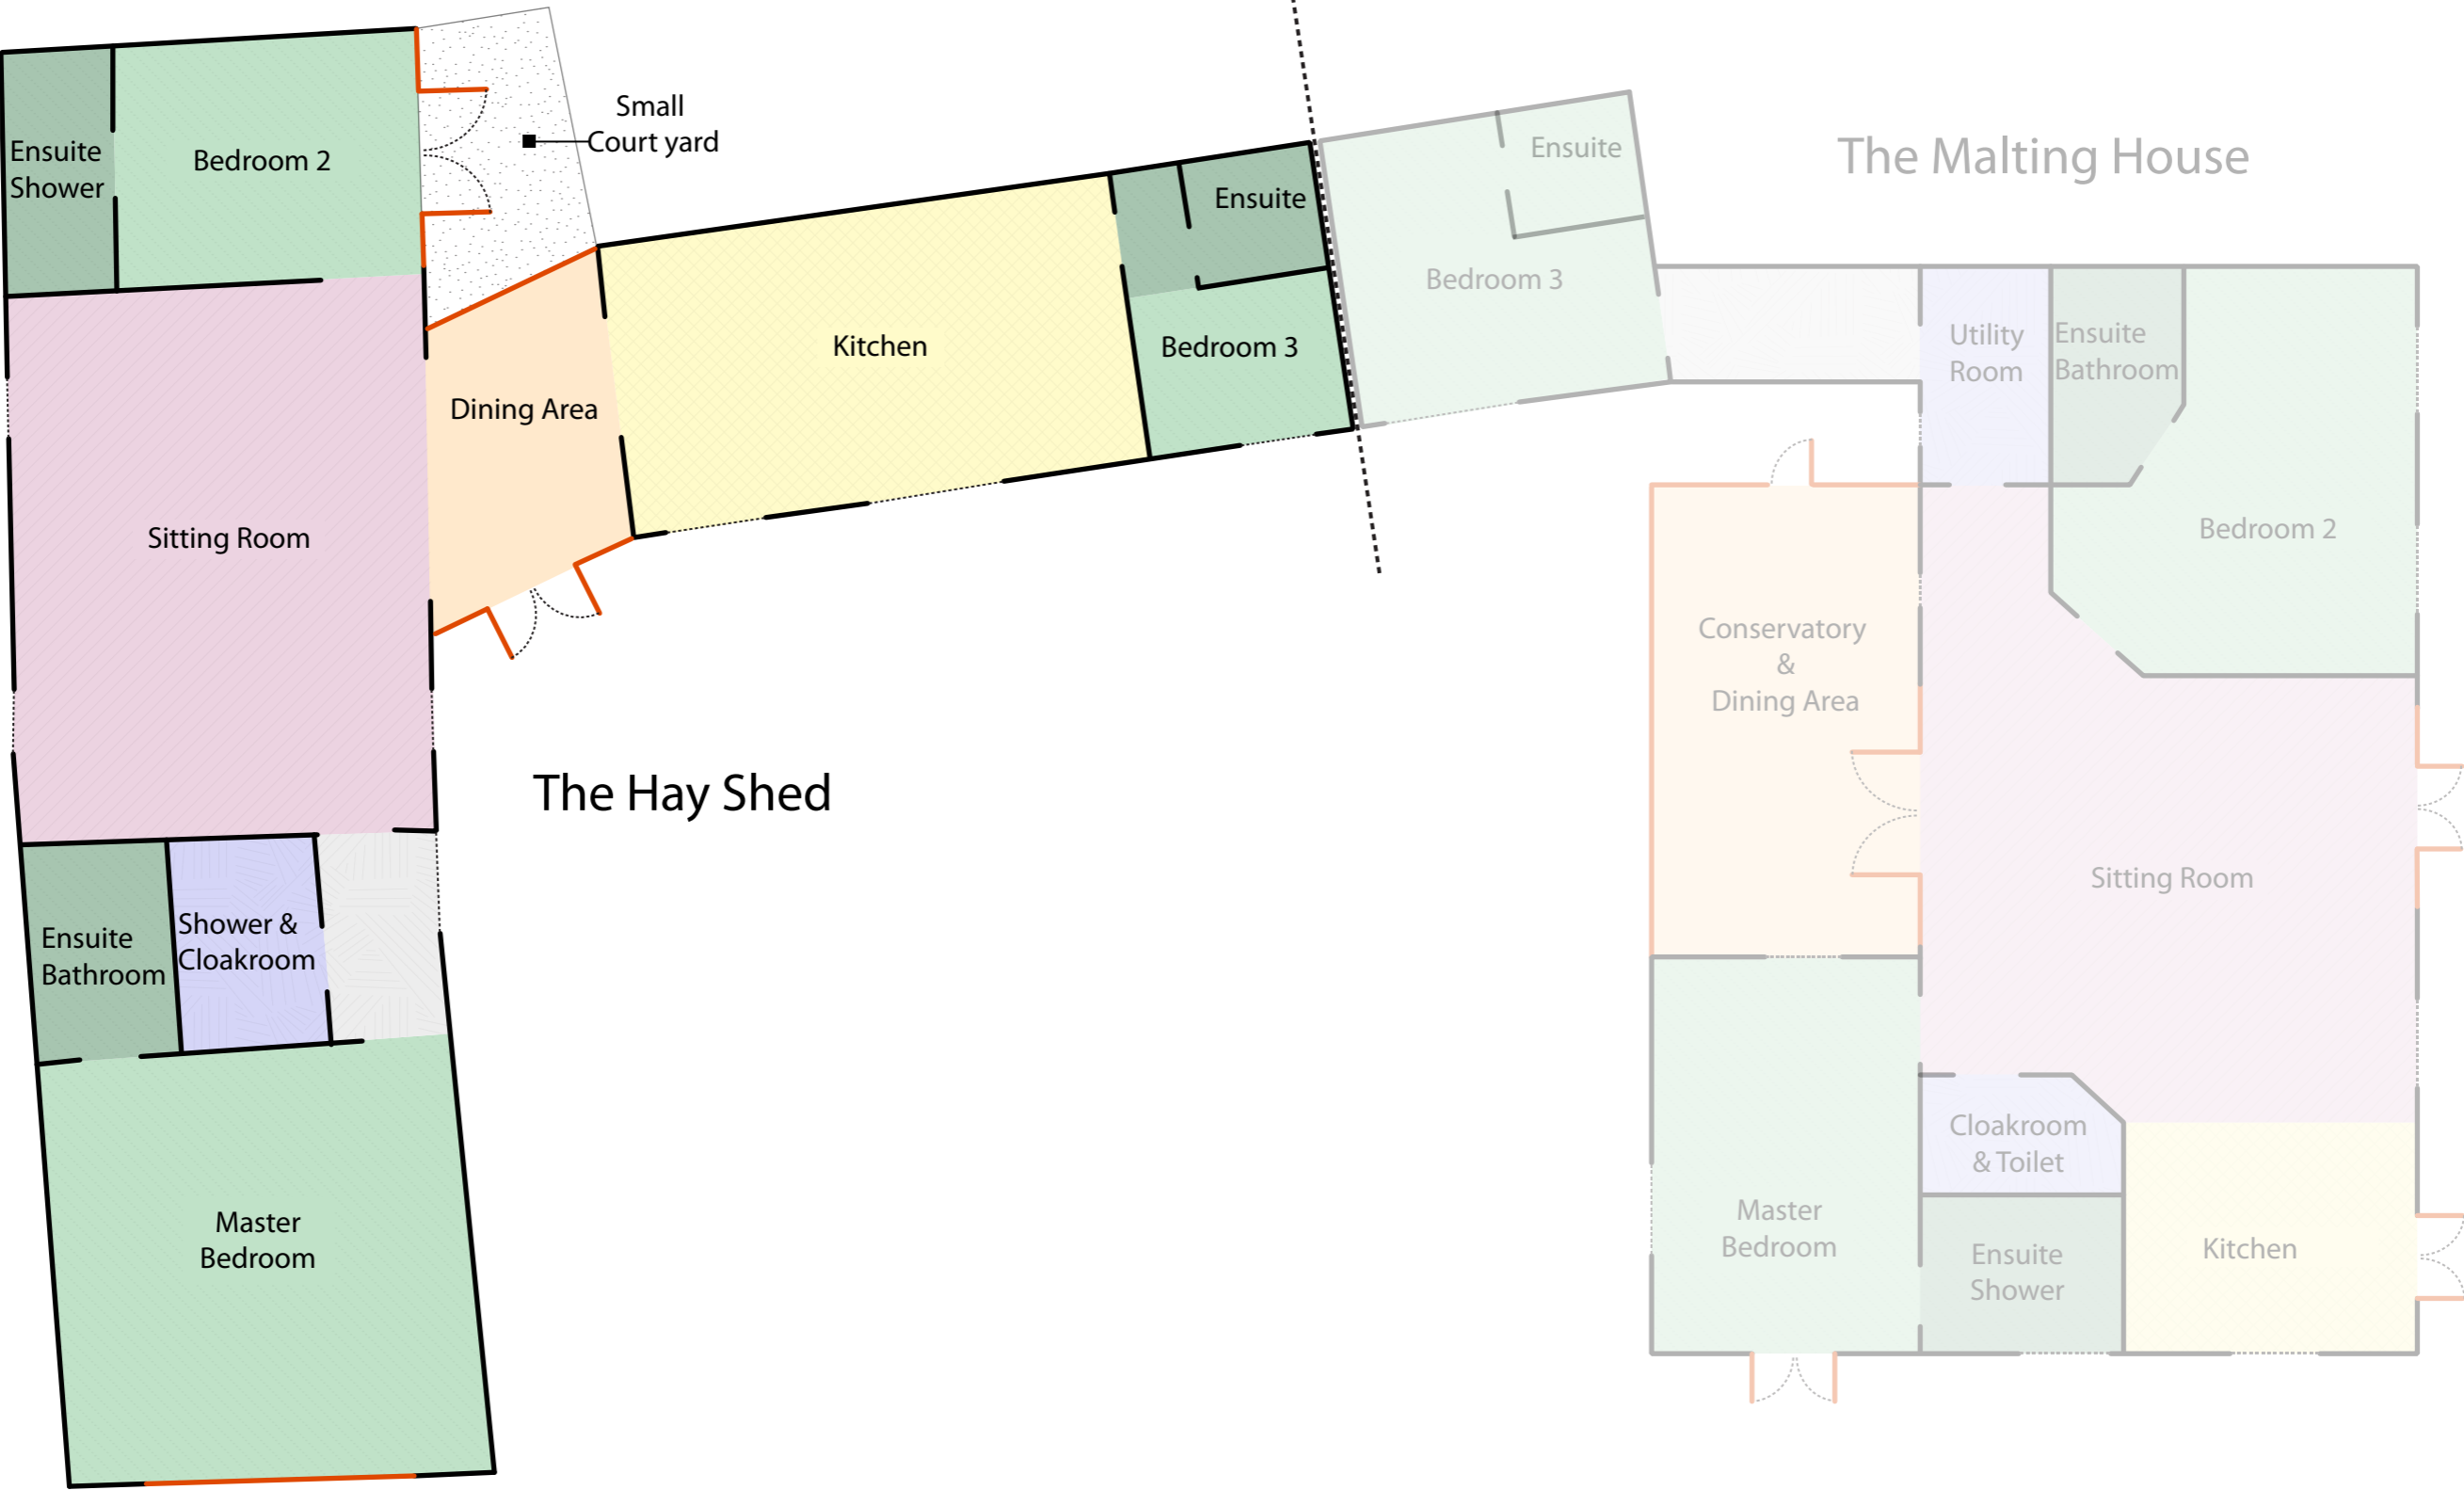 Small
Court yard
Ensuite
Shower
Bedroom 2
Ensuite
Kitchen
Bedroom 3
Dining Area
Sitting Room
The Hay Shed
Ensuite
Bathroom
Shower &
Cloakroom
Master
Bedroom
The Malting House
Ensuite
Bedroom 3
Utility
Room
Ensuite
Bathroom
Bedroom 2
Conservatory
&
Dining Area
Sitting Room
Cloakroom
& Toilet
Master
Bedroom
Ensuite
Shower
Kitchen